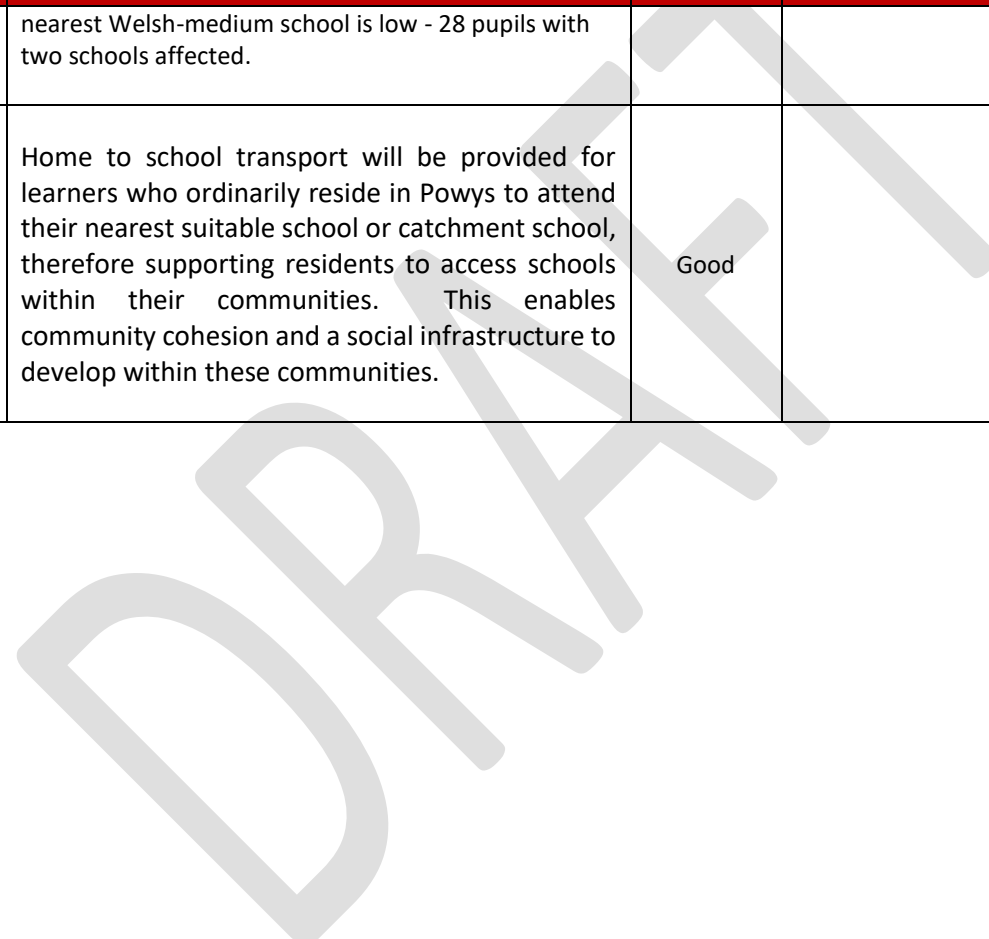 nearest Welsh-medium school is low - 28 pupils with
two schools affected.
Home to school transport will be provided for
learners who ordinarily reside in Powys to attend
their nearest suitable school or catchment school,
therefore supporting residents to access schools
within their communities. This enables
community cohesion and a social infrastructure to
develop within these communities.
Good
DRAFT